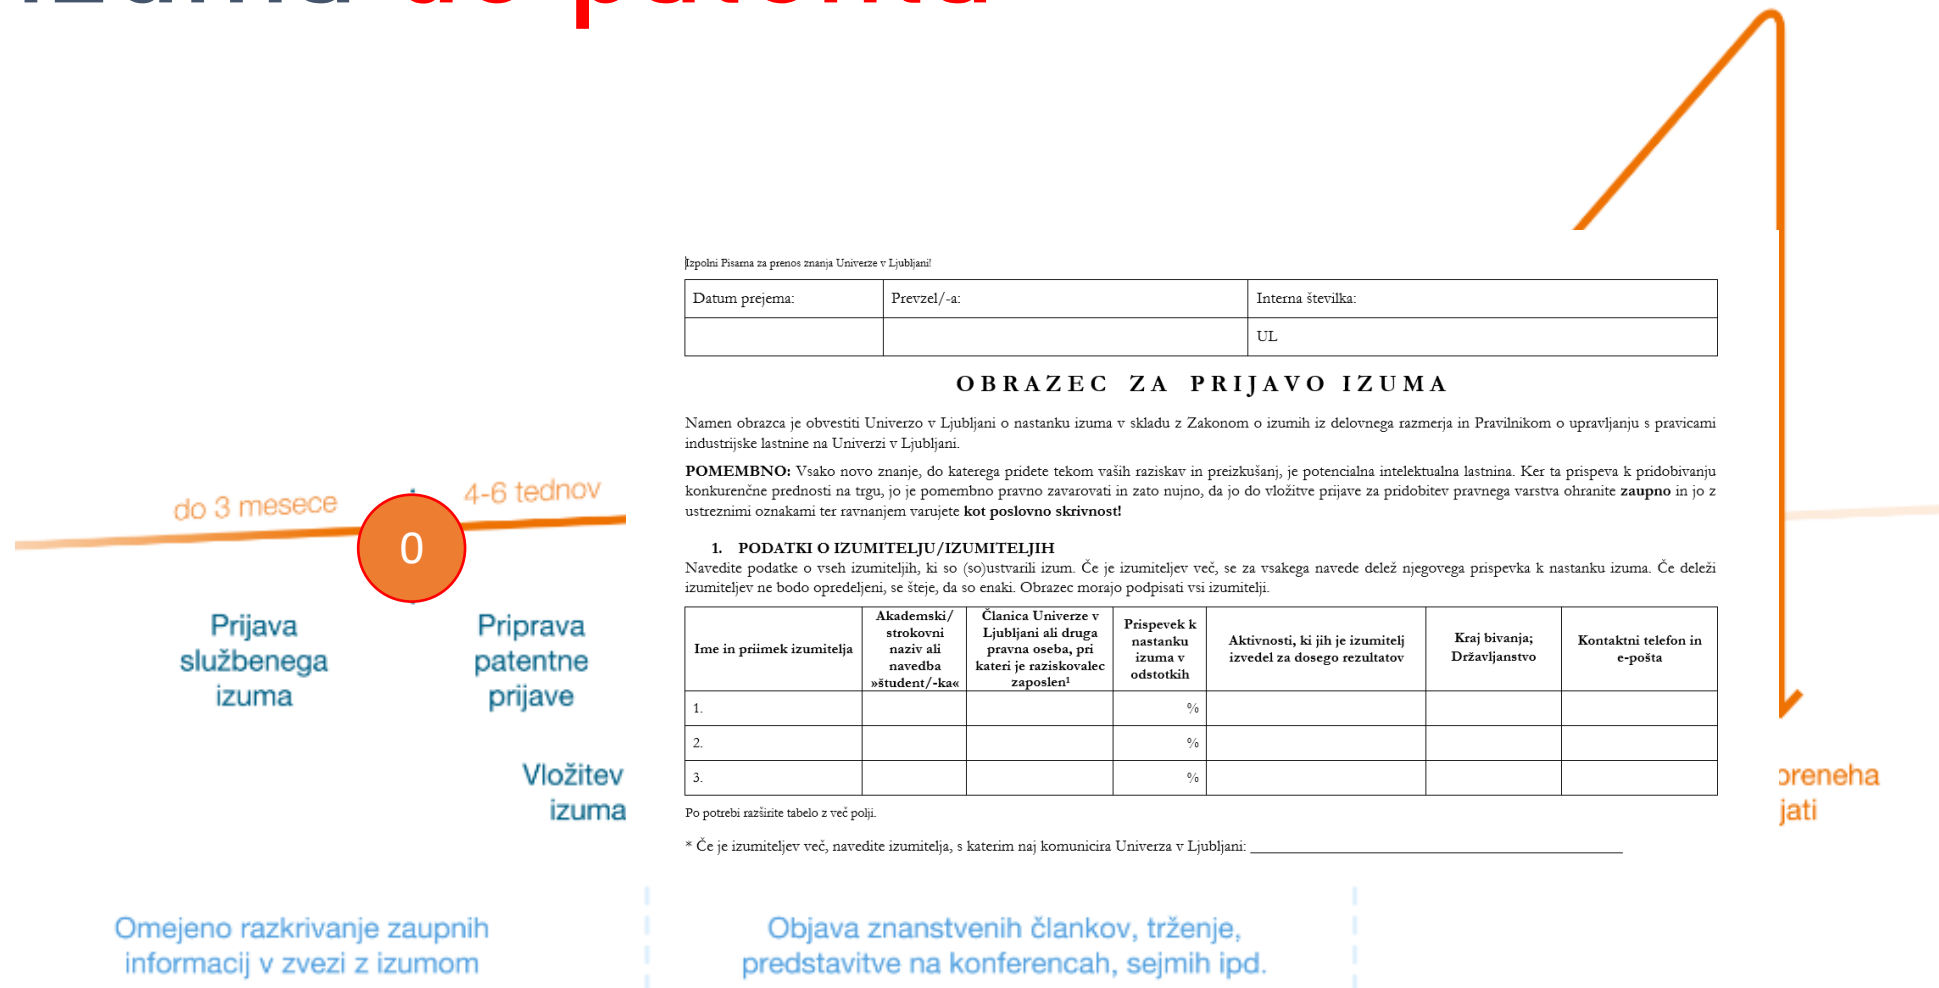 izuma do patenta
Izpolni Pisarna za prenos znanja Univerze v Ljubljani!
Datum prejema: Prevzel/-a: Interna številka:
UL
OBRAZEC ZA PRIJAVO IZUMA
Namen obrazca je obvestiti Univerzo v Ljubljani o nastanku izuma v skladu z Zakonom o izumih iz delovnega razmerja in Pravilnikom o upravljanju s pravicami
industrijske lastnine na Univerzi v Ljubljani.
POMEMBNO: Vsako novo znanje, do katerega pridete tekom vaših raziskav in preizkušanj, je potencialna intelektualna lastnina. Ker ta prispeva k pridobivanju
konkurenčne prednosti na trgu, jo je pomembno pravno zavarovati in zato nujno, da jo do vložitve prijave za pridobitev pravnega varstva ohranite zaupno in jo z
ustreznimi oznakami ter ravnanjem varujete kot poslovno skrivnost!
1. PODATKI O IZUMITELJU/IZUMITELJIH
Navedite podatke o vseh izumiteljih, ki so (so)ustvarili izum. Če je izumiteljev več, se za vsakega navede delež njegovega prispevka k nastanku izuma. Če deleži
izumiteljev ne bodo opredeljeni, se šteje, da so enaki. Obrazec morajo podpisati vsi izumitelji.
Ime in priimek izumitelja
Akademski/
strokovni
naziv ali
navedba
»študent/-ka«
Članica Univerze v
Ljubljani ali druga
pravna oseba, pri
kateri je raziskovalec
zaposlen¹
Prispevek k
nastanku
izuma v
odstotkih
Aktivnosti, ki jih je izumitelj
izvedel za dosego rezultatov
Kraj bivanja;
Državljanstvo
Kontaktni telefon in
e-pošta
1. %
2. %
3. %
Po potrebi razširite tabelo z več polji.
* Če je izumiteljev več, navedite izumitelja, s katerim naj komunicira Univerza v Ljubljani:
do 3 mesece
0
4-6 tednov
Prijava
službenega
izuma
Priprava
patentne
prijave
Vložitev
izuma
preneha
jati
Omejeno razkrivanje zaupnih
informacij v zvezi z izumom
Objava znanstvenih člankov, trženje,
predstavitve na konferencah, sejmih ipd.